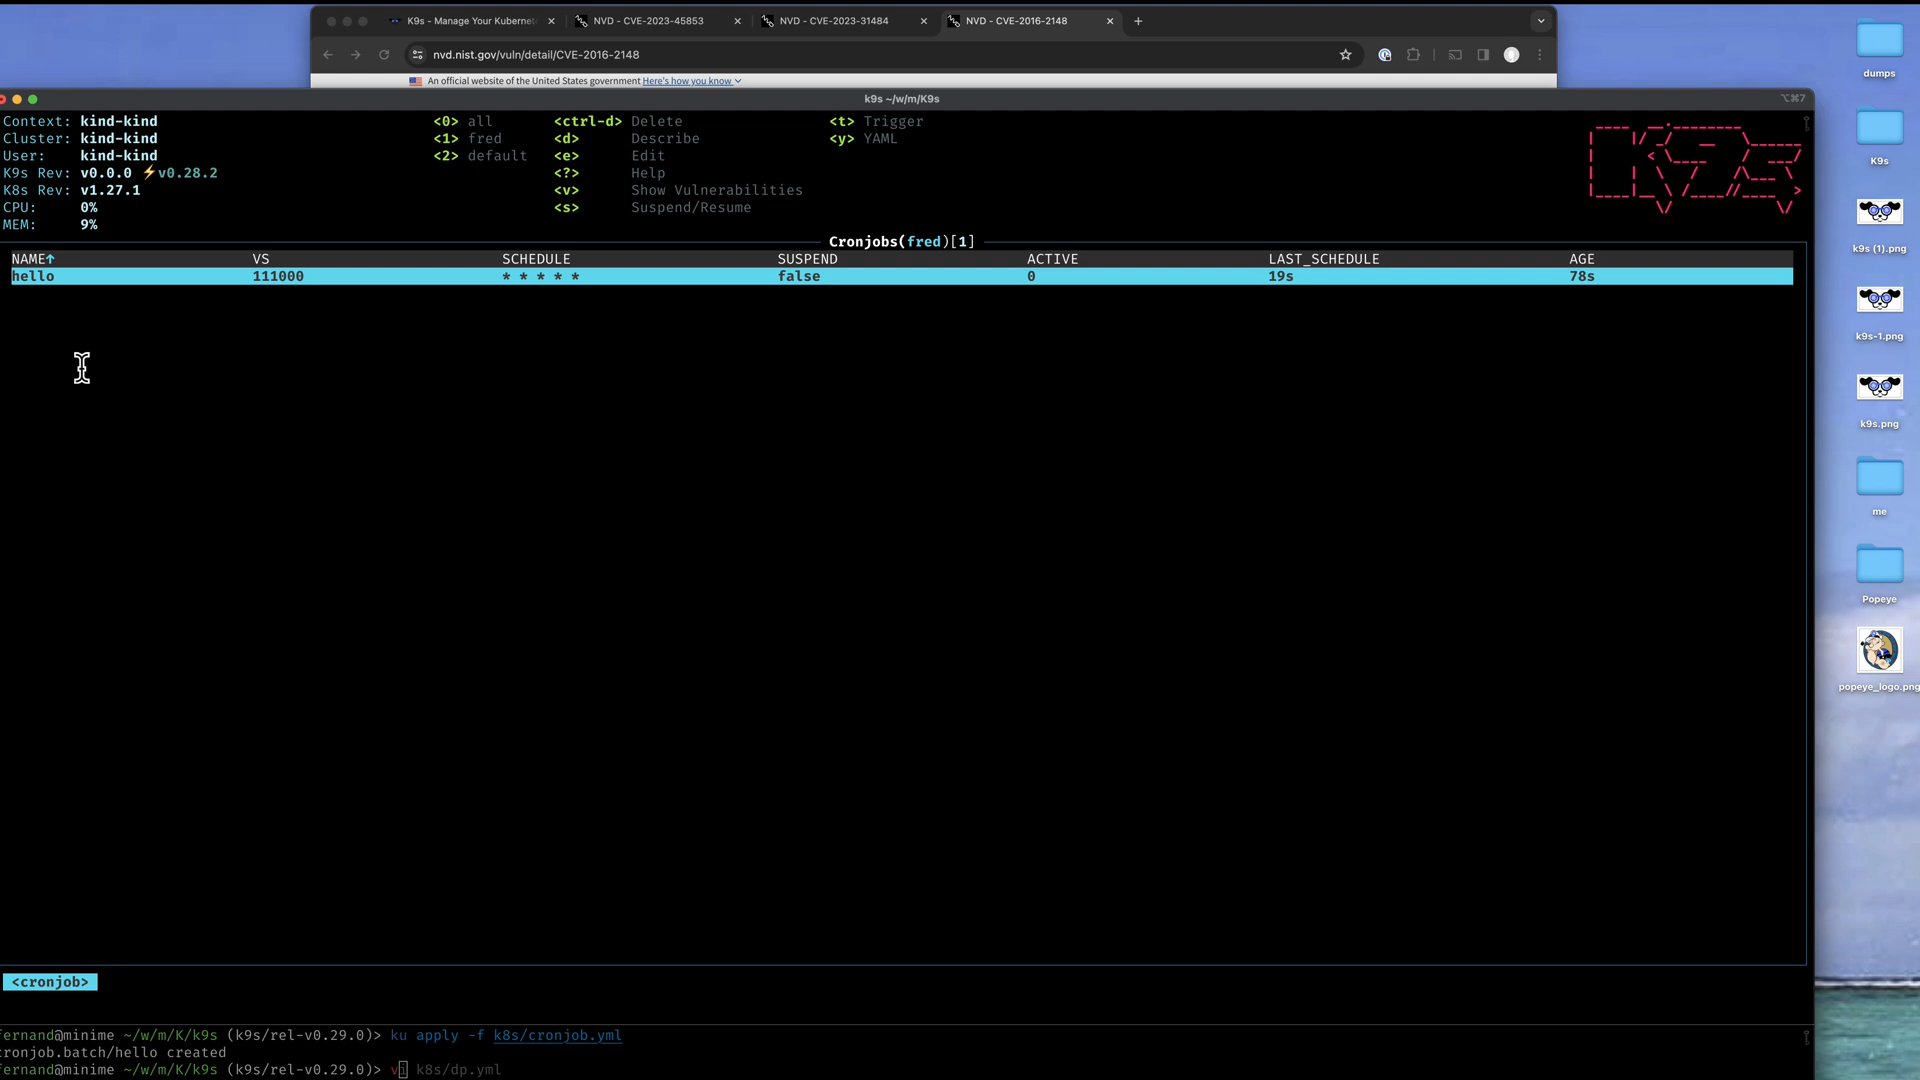 K9s - Manage Your Kubernet
NVD - CVE-2023-45853
NVD - CVE-2023-31484
NVD - CVE-2016-2148
nvd.nist.gov/vuln/detail/CVE-2016-2148
An official website of the United States government Here's how you know
k9s ~/w/m/K9s
⌥⌘7
Context: kind-kind <0> all <ctrl-d> Delete <t> Trigger
Cluster: kind-kind <1> fred <d> Describe <y> YAML
User: kind-kind <2> default <e> Edit
K9s Rev: v0.0.0 ⚡v0.28.2 <?> Help
K8s Rev: v1.27.1 <v> Show Vulnerabilities
CPU: 0% <s> Suspend/Resume
MEM: 9%
Cronjobs(fred)[1]
NAME↑ VS SCHEDULE SUSPEND ACTIVE LAST_SCHEDULE AGE
hello 111000 * * * * * false 0 19s 78s
<cronjob>
fernand@minime ~/w/m/K/k9s (k9s/rel-v0.29.0)> ku apply -f k8s/cronjob.yml
cronjob.batch/hello created
fernand@minime ~/w/m/K/k9s (k9s/rel-v0.29.0)> vi k8s/dp.yml
dumps
K9s
k9s (1).png
k9s-1.png
k9s.png
me
Popeye
popeye_logo.png